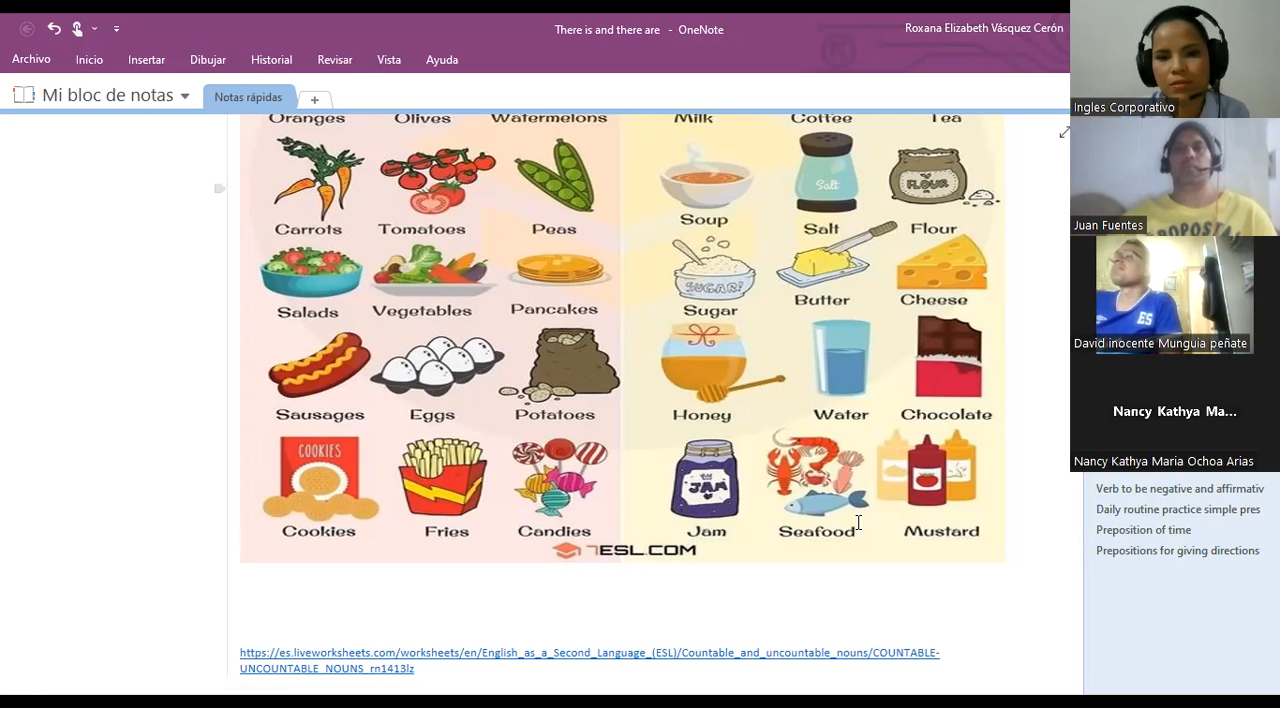 There is and there are - OneNote
Roxana Elizabeth Vásquez Cerón
Archivo Inicio Insertar Dibujar Historial Revisar Vista Ayuda
Mi bloc de notas
Notas rápidas
+
Oranges Olives Watermelons Milk Coffee Tea
Salt
FLOUR
Carrots Tomatoes Peas Soup Salt Flour
SUGAR!
Salads Vegetables Pancakes Sugar Butter Cheese
Sausages Eggs Potatoes Honey Water Chocolate
COOKIES
JAM
Cookies Fries Candies Jam Seafood Mustard
7ESL.COM
https://es.liveworksheets.com/worksheets/en/English_as_a_Second_Language_(ESL)/Countable_and_uncountable_nouns/COUNTABLE-
UNCOUNTABLE_NOUNS_rn1413lz
Ingles Corporativo
Juan Fuentes
ES
David inocente Munguia peñate
Nancy Kathya Ma...
Nancy Kathya Maria Ochoa Arias
Verb to be negative and affirmativ
Daily routine practice simple pres
Preposition of time
Prepositions for giving directions